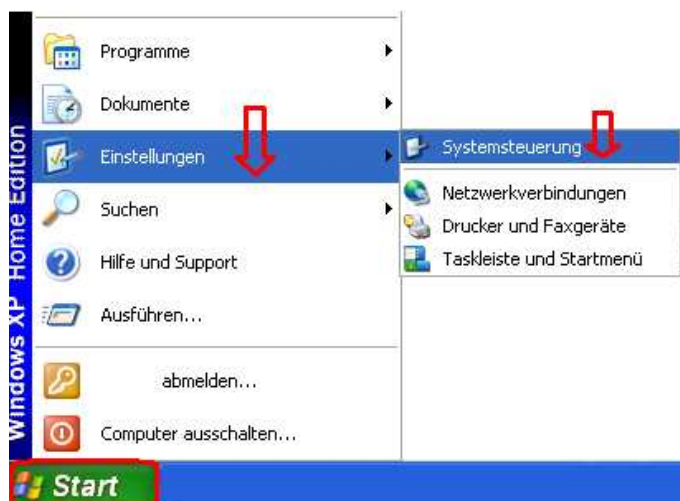 Programme
Dokumente
Einstellungen
Suchen
Hilfe und Support
Ausführen...
abmelden...
Computer ausschalten...
Systemsteuerung
Netzwerkverbindungen
Drucker und Faxgeräte
Taskleiste und Startmenü
Windows XP Home Edition
Start